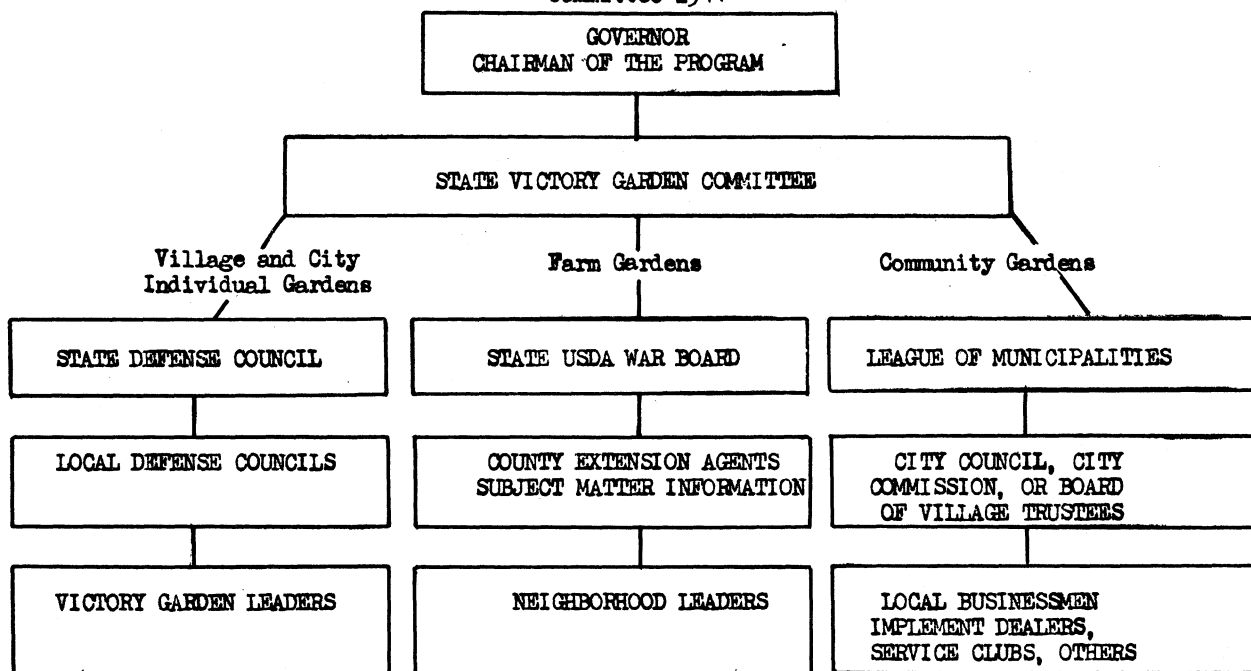 GOVERNOR
CHAIRMAN OF THE PROGRAM
STATE VICTORY GARDEN COMMITTEE
Village and City
Individual Gardens
Farm Gardens
Community Gardens
STATE DEFENSE COUNCIL
STATE USDA WAR BOARD
LEAGUE OF MUNICIPALITIES
LOCAL DEFENSE COUNCILS
COUNTY EXTENSION AGENTS
SUBJECT MATTER INFORMATION
CITY COUNCIL, CITY
COMMISSION, OR BOARD
OF VILLAGE TRUSTEES
VICTORY GARDEN LEADERS
NEIGHBORHOOD LEADERS
LOCAL BUSINESSMEN
IMPLEMENT DEALERS,
SERVICE CLUBS, OTHERS